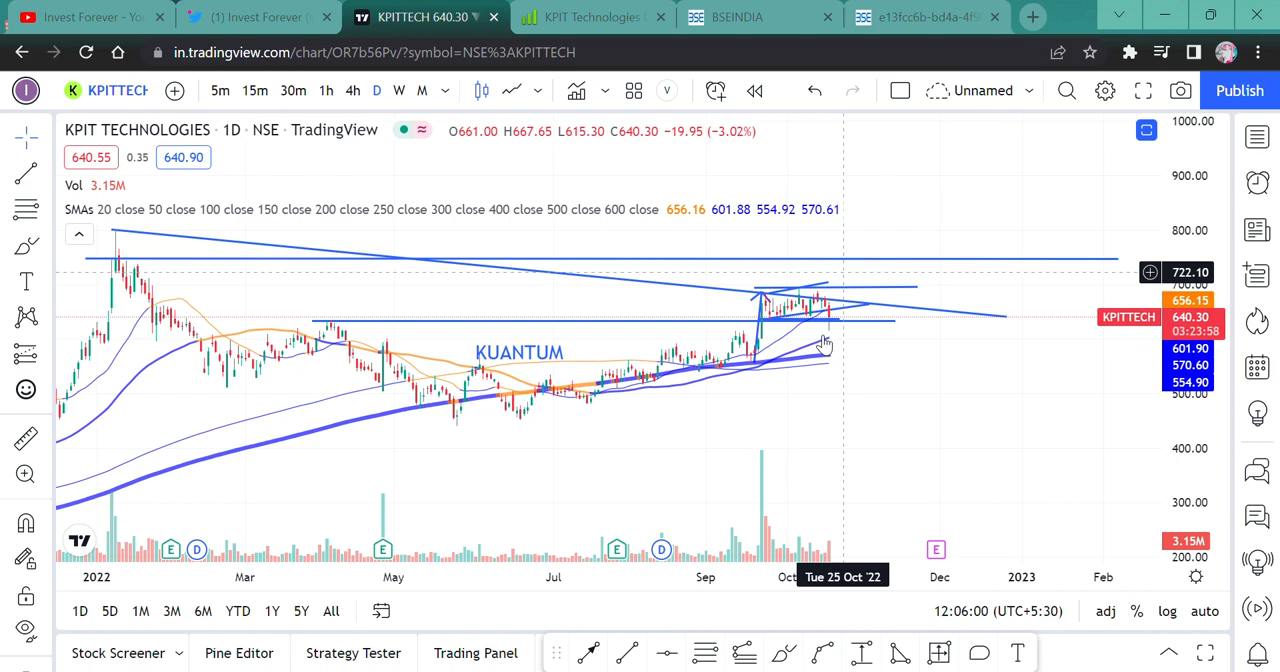 Invest Forever - You
(1) Invest Forever (
KPITTECH 640.30 ▼
KPIT Technologies
BSEINDIA
e13fcc6b-bd4a-4f9
in.tradingview.com/chart/OR7b56Pv/?symbol=NSE%3AKPITTECH
I
K KPITTECH
5m 15m 30m 1h 4h D W M
V
Unnamed
Publish
KPIT TECHNOLOGIES · 1D · NSE · TradingView
O661.00 H667.65 L615.30 C640.30 −19.95 (−3.02%)
640.55 0.35 640.90
Vol 3.15M
SMAs 20 close 50 close 100 close 150 close 200 close 250 close 300 close 400 close 500 close 600 close 656.16 601.88 554.92 570.61
1000.00
900.00
800.00
722.10
700.00
656.15
KPITTECH 640.30
03:23:58
601.90
570.60
554.90
500.00
400.00
300.00
3.15M
200.00
KUANTUM
E D E E D E
2022 Mar May Jul Sep Oct Tue 25 Oct '22 Dec 2023 Feb
1D 5D 1M 3M 6M YTD 1Y 5Y All
12:06:00 (UTC+5:30)
adj % log auto
Stock Screener Pine Editor Strategy Tester Trading Panel
T